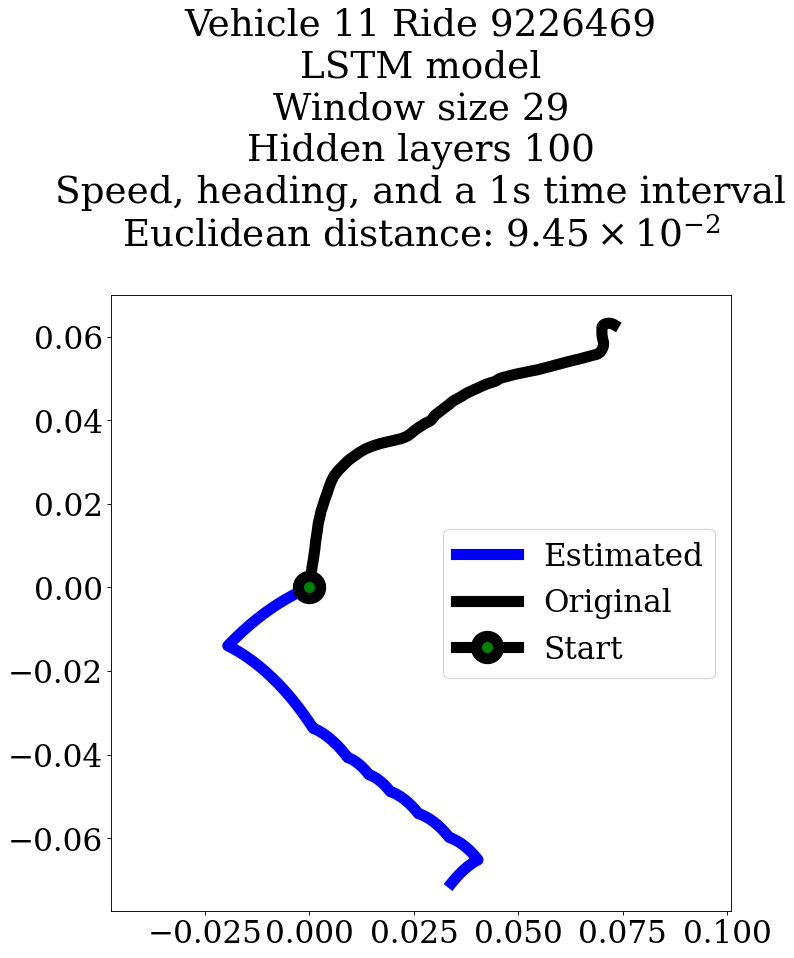 Vehicle 11 Ride 9226469
LSTM model
Window size 29
Hidden layers 100
Speed, heading, and a 1s time interval
Euclidean distance: 9.45 × 10⁻²
0.06
0.04
0.02
0.00
−0.02
−0.04
−0.06
Estimated
Original
Start
−0.025 0.000 0.025 0.050 0.075 0.100